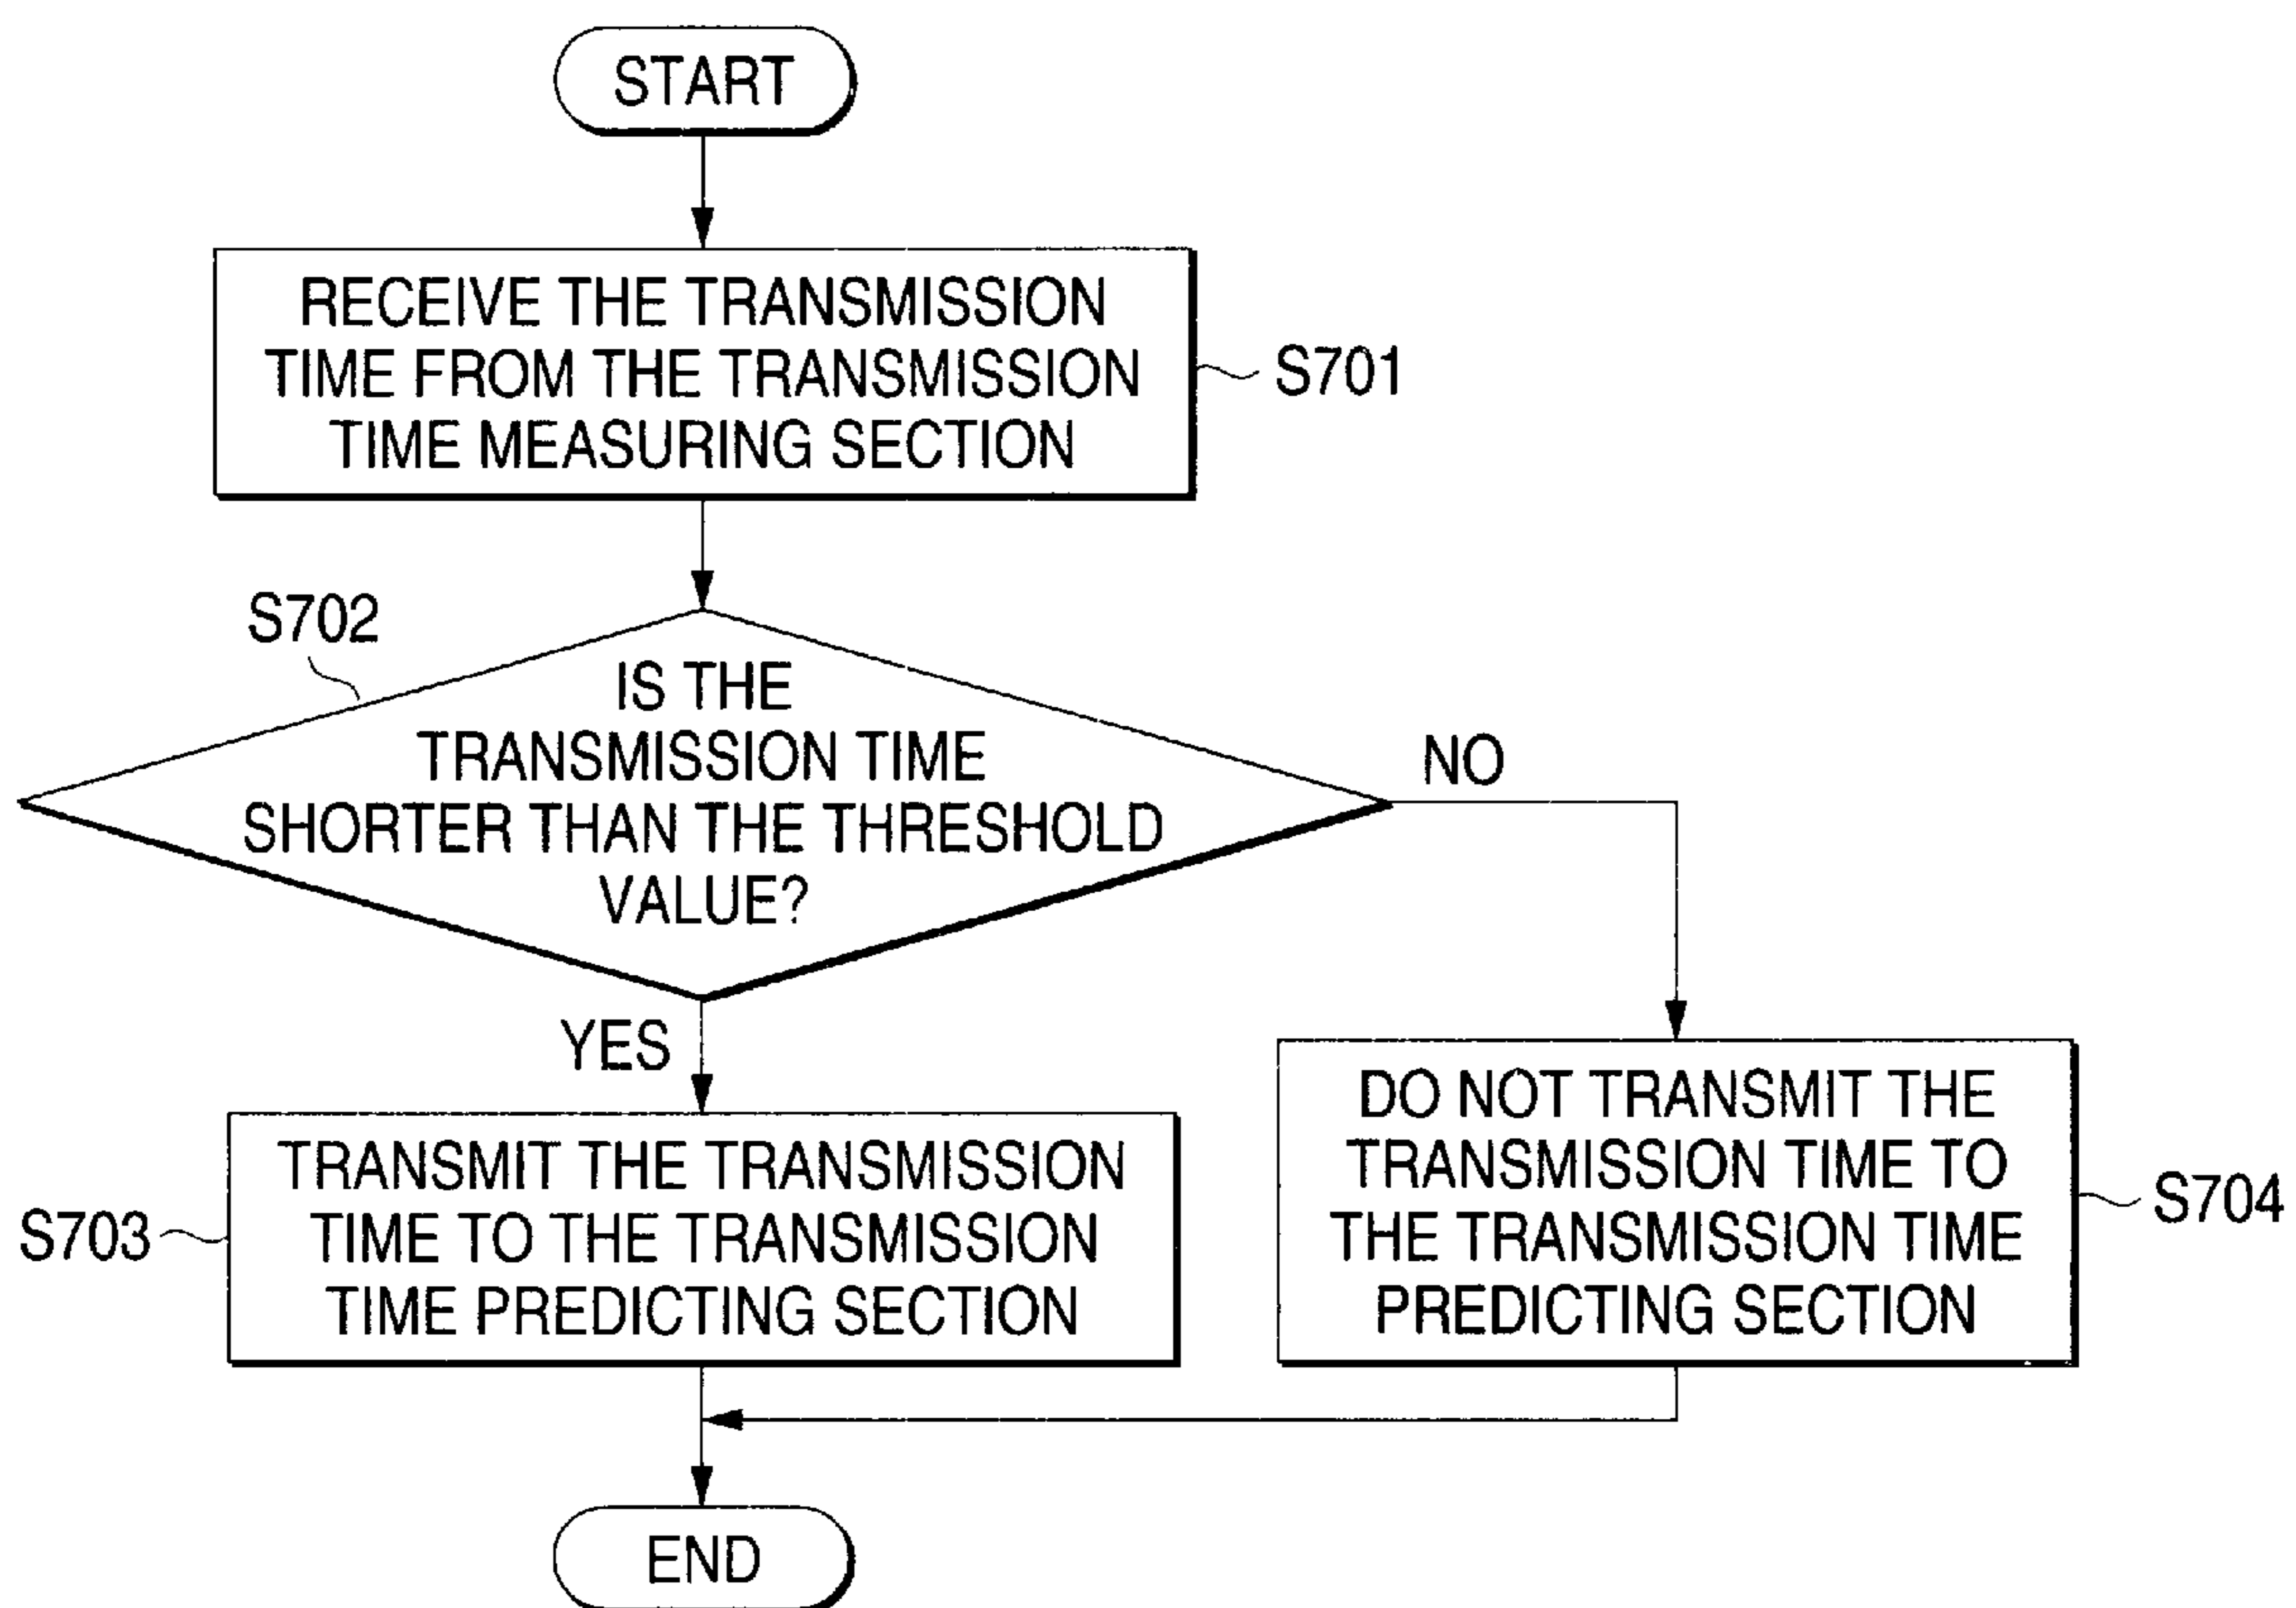 START
RECEIVE THE TRANSMISSION
TIME FROM THE TRANSMISSION
TIME MEASURING SECTION
S701
S702
IS THE
TRANSMISSION TIME
SHORTER THAN THE THRESHOLD
VALUE?
NO
YES
TRANSMIT THE TRANSMISSION
TIME TO THE TRANSMISSION
TIME PREDICTING SECTION
S703
DO NOT TRANSMIT THE
TRANSMISSION TIME TO
THE TRANSMISSION TIME
PREDICTING SECTION
S704
END